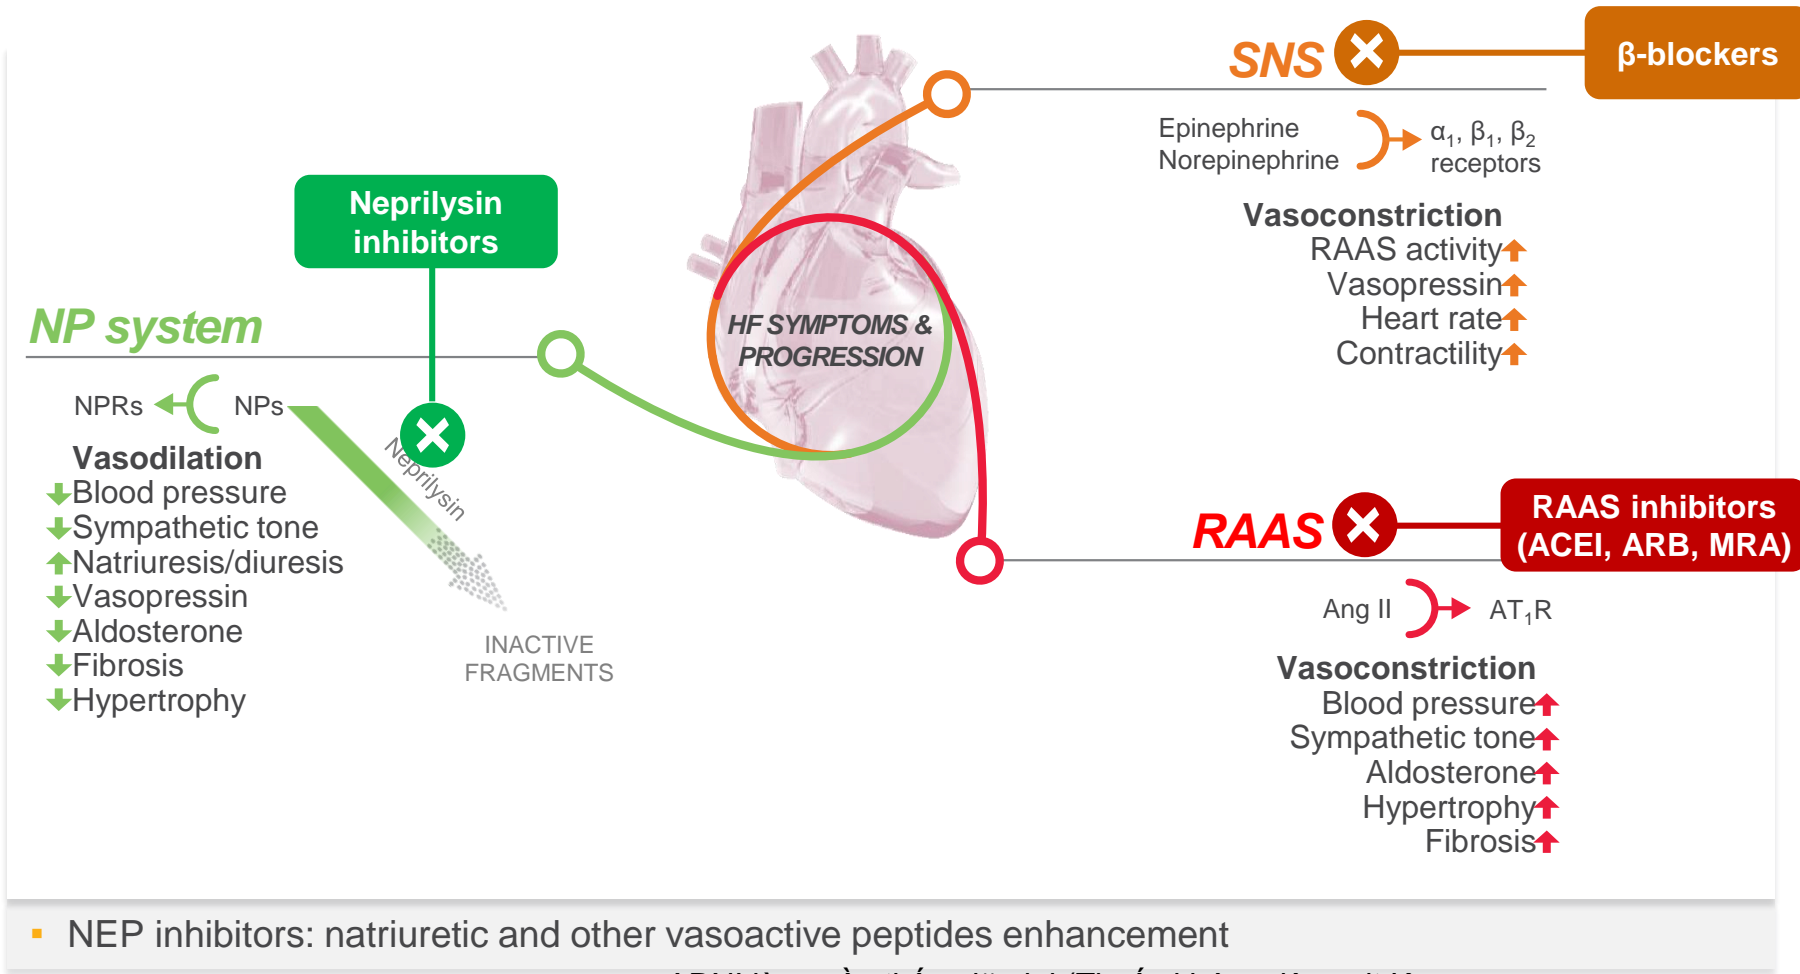 SNS
β-blockers
Epinephrine
Norepinephrine
α1, β1, β2
receptors
Vasoconstriction
RAAS activity
Vasopressin
Heart rate
Contractility
Neprilysin
inhibitors
NP system
NPRs
NPs
Neprilysin
Vasodilation
Blood pressure
Sympathetic tone
Natriuresis/diuresis
Vasopressin
Aldosterone
Fibrosis
Hypertrophy
INACTIVE
FRAGMENTS
HF SYMPTOMS &
PROGRESSION
RAAS
RAAS inhibitors
(ACEI, ARB, MRA)
Ang II
AT1R
Vasoconstriction
Blood pressure
Sympathetic tone
Aldosterone
Hypertrophy
Fibrosis
▪ NEP inhibitors: natriuretic and other vasoactive peptides enhancement